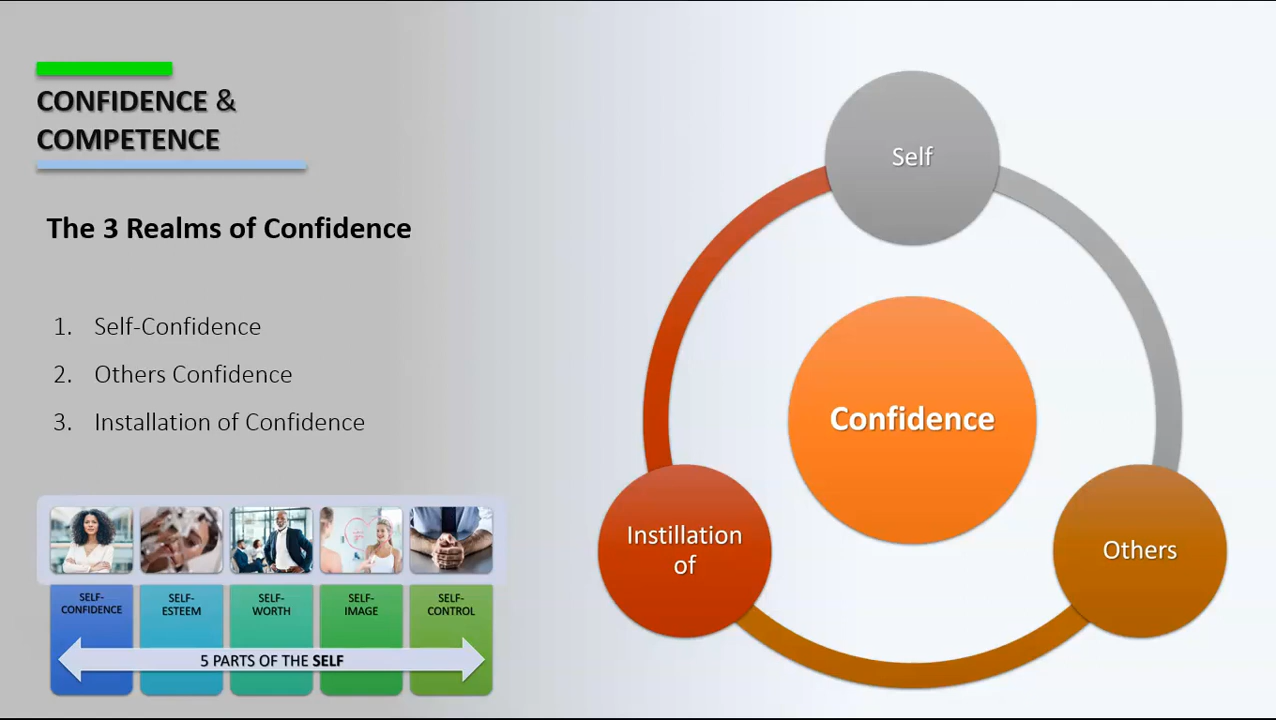 CONFIDENCE &
COMPETENCE
The 3 Realms of Confidence
1. Self-Confidence
2. Others Confidence
3. Installation of Confidence
SELF-
CONFIDENCE
SELF-
ESTEEM
SELF-
WORTH
SELF-
IMAGE
SELF-
CONTROL
5 PARTS OF THE SELF
Self
Confidence
Instillation
of
Others